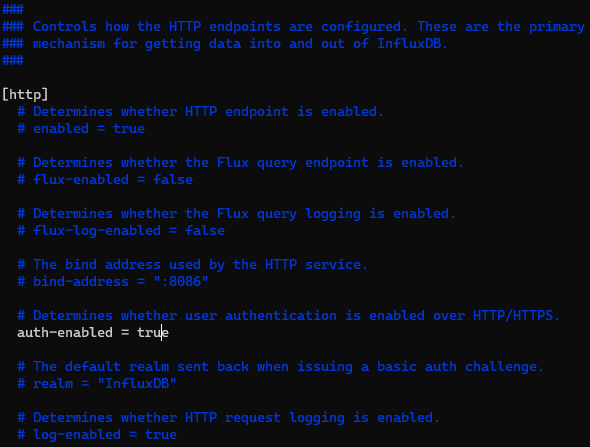 ###
### Controls how the HTTP endpoints are configured. These are the primary
### mechanism for getting data into and out of InfluxDB.
###
[http]
# Determines whether HTTP endpoint is enabled.
# enabled = true
# Determines whether the Flux query endpoint is enabled.
# flux-enabled = false
# Determines whether the Flux query logging is enabled.
# flux-log-enabled = false
# The bind address used by the HTTP service.
# bind-address = ":8086"
# Determines whether user authentication is enabled over HTTP/HTTPS.
auth-enabled = true
# The default realm sent back when issuing a basic auth challenge.
# realm = "InfluxDB"
# Determines whether HTTP request logging is enabled.
# log-enabled = true